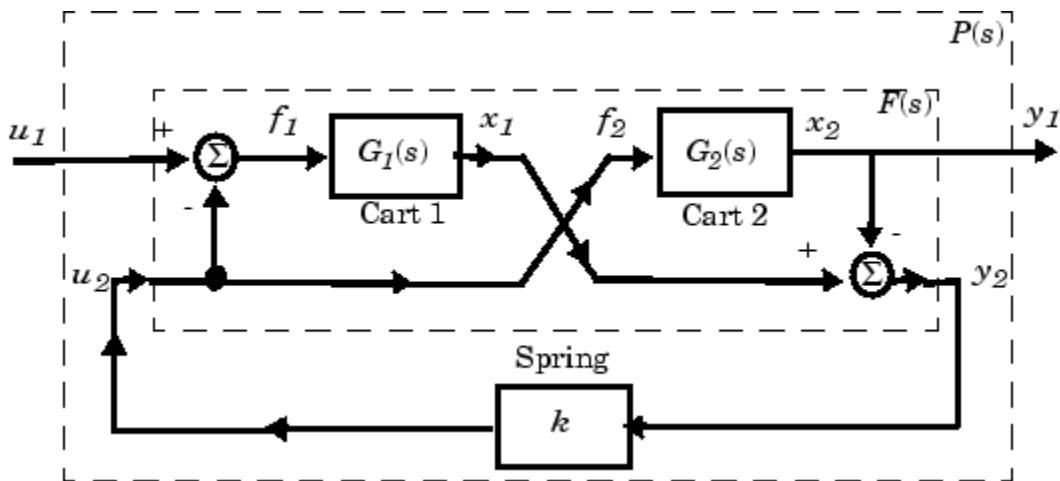 P(s)
F(s)
u1
+
Σ
f1
G1(s)
x1
f2
G2(s)
x2
y1
-
Cart 1
Cart 2
-
+
Σ
u2
y2
Spring
k